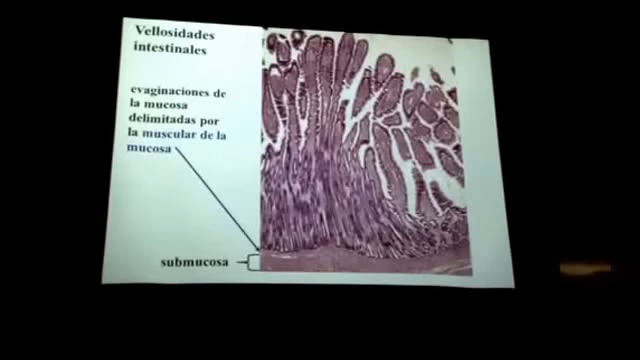 Vellosidades
intestinales
evaginaciones de
la mucosa
delimitadas por
la muscular de la
mucosa
submucosa